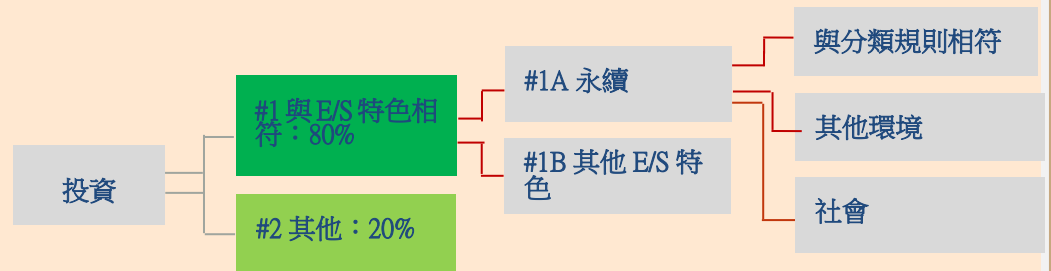 投資
#1 與 E/S 特色相
符：80%
#2 其他：20%
#1A 永續
#1B 其他 E/S 特
色
與分類規則相符
其他環境
社會